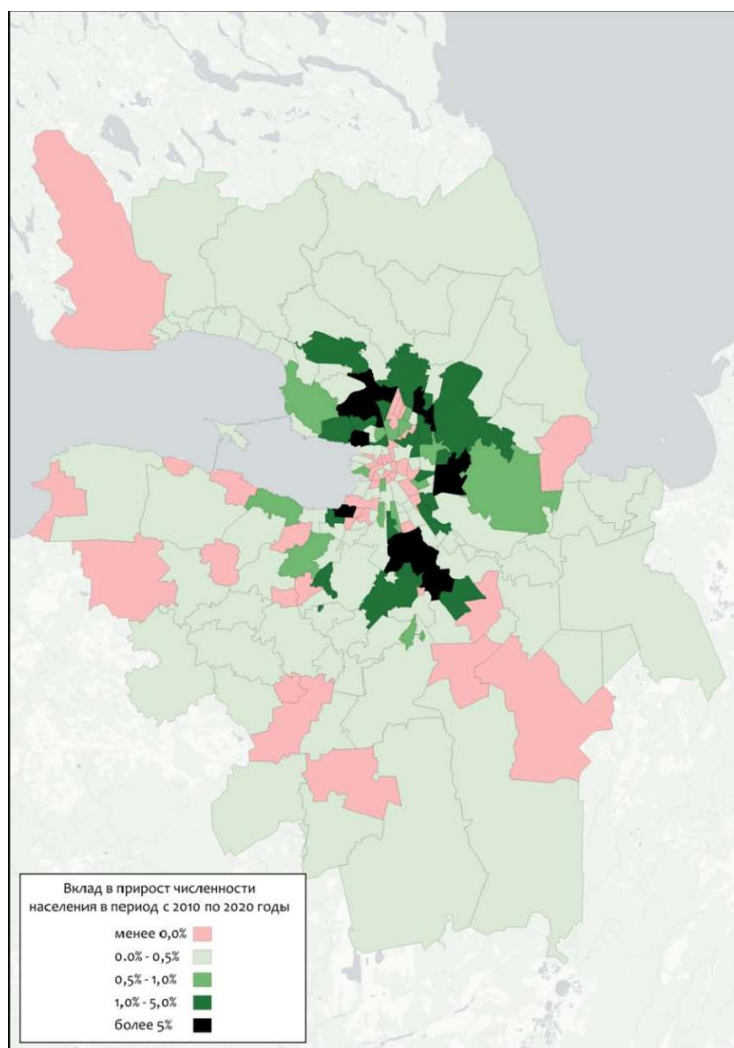 Вклад в прирост численности
населения в период с 2010 по 2020 годы
менее 0,0%
0.0% - 0,5%
0,5% - 1,0%
1,0% - 5,0%
более 5%